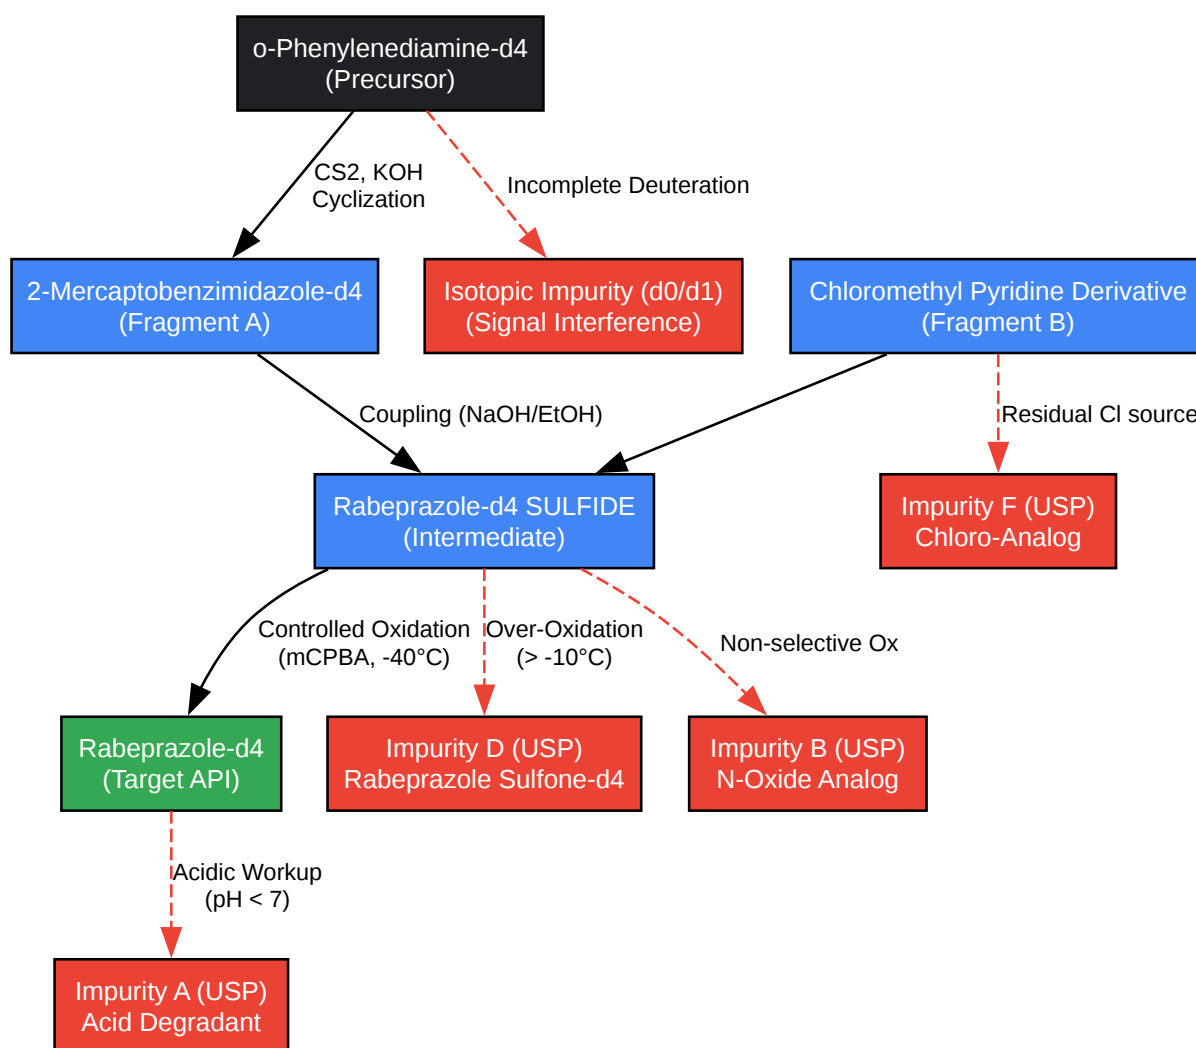 o-Phenylenediamine-d4
(Precursor)
CS2, KOH
Cyclization
Incomplete Deuteration
2-Mercaptobenzimidazole-d4
(Fragment A)
Isotopic Impurity (d0/d1)
(Signal Interference)
Chloromethyl Pyridine Derivative
(Fragment B)
Coupling (NaOH/EtOH)
Residual Cl source
Rabeprazole-d4 SULFIDE
(Intermediate)
Impurity F (USP)
Chloro-Analog
Controlled Oxidation
(mCPBA, -40°C)
Over-Oxidation
(> -10°C)
Non-selective Ox
Rabeprazole-d4
(Target API)
Impurity D (USP)
Rabeprazole Sulfone-d4
Impurity B (USP)
N-Oxide Analog
Acidic Workup
(pH < 7)
Impurity A (USP)
Acid Degradant